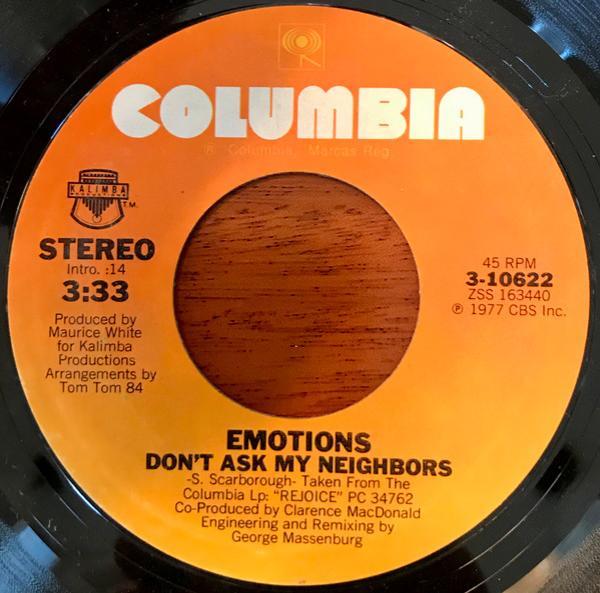 COLUMBIA
® Columbia, Marcas Reg.
KALIMBA
PRODUCTIONS
TM.
STEREO
Intro. :14
3:33
Produced by
Maurice White
for Kalimba
Productions
Arrangements by
Tom Tom 84
45 RPM
3-10622
ZSS 163440
℗ 1977 CBS Inc.
EMOTIONS
DON'T ASK MY NEIGHBORS
-S. Scarborough- Taken From The
Columbia Lp: "REJOICE" PC 34762
Co-Produced by Clarence MacDonald
Engineering and Remixing by
George Massenburg